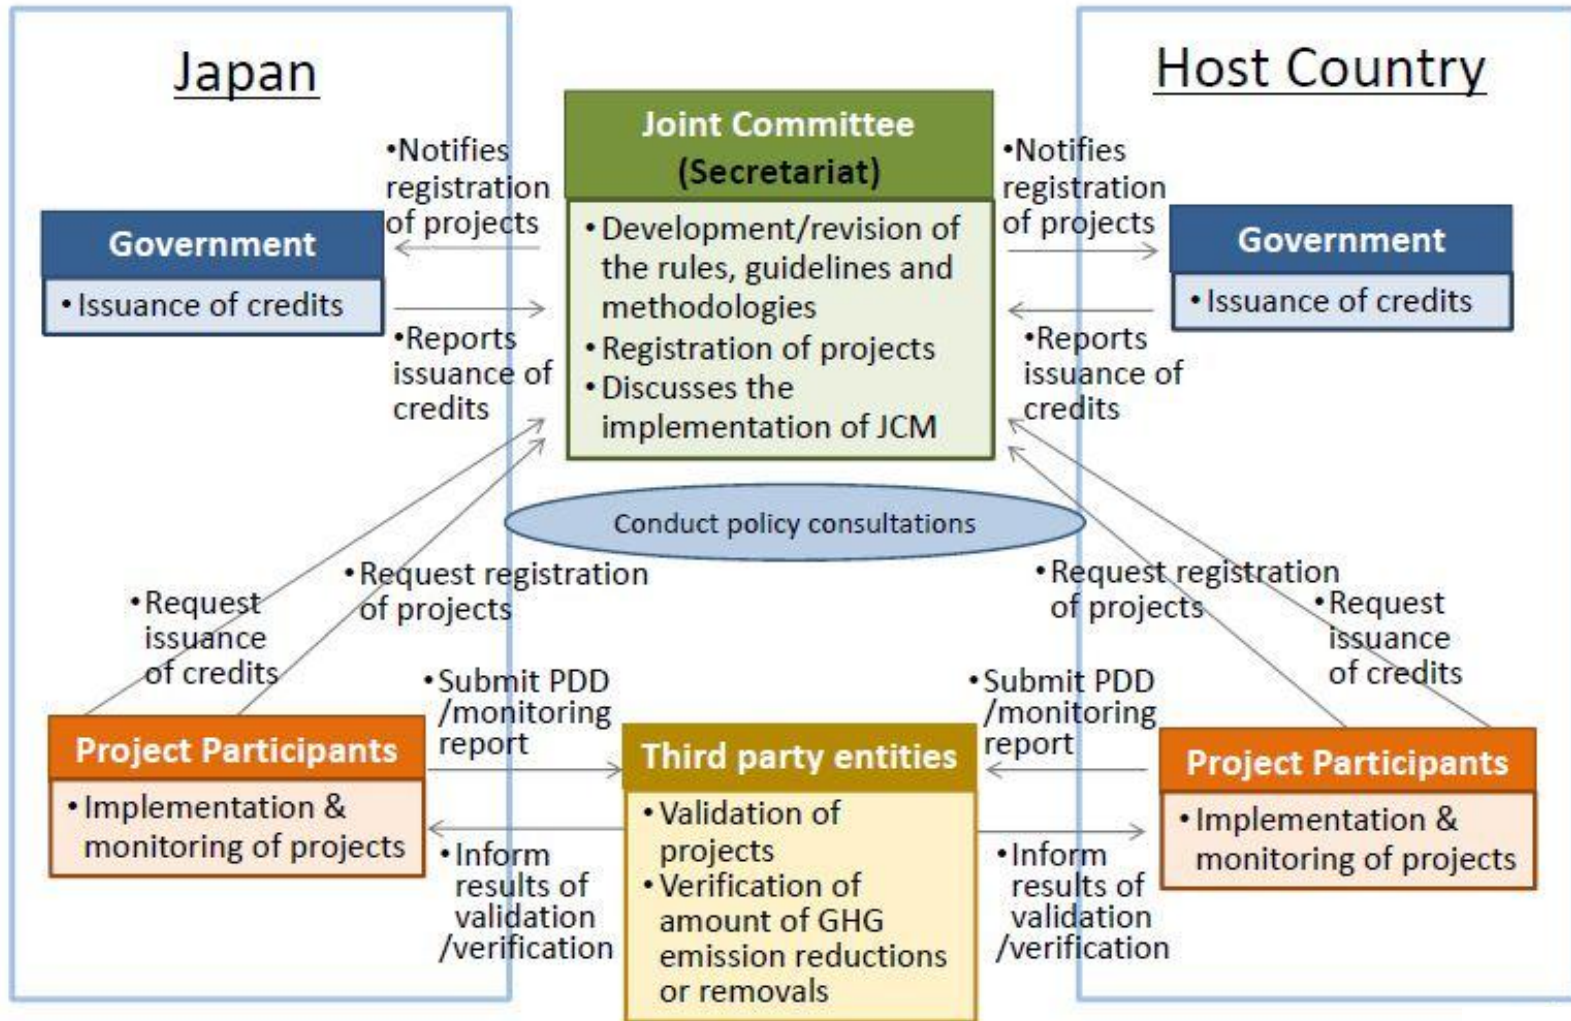 Japan
Host Country
Joint Committee
(Secretariat)
•Notifies
registration
of projects
•Notifies
registration
of projects
Government
• Issuance of credits
• Development/revision of
the rules, guidelines and
methodologies
• Registration of projects
• Discusses the
implementation of JCM
Government
• Issuance of credits
•Reports
issuance of
credits
•Reports
issuance of
credits
Conduct policy consultations
•Request
issuance
of credits
•Request registration
of projects
•Request registration
of projects
•Request
issuance
of credits
•Submit PDD
/monitoring
report
•Submit PDD
/monitoring
report
Project Participants
• Implementation &
monitoring of projects
Third party entities
• Validation of
projects
• Verification of
amount of GHG
emission reductions
or removals
Project Participants
• Implementation &
monitoring of projects
•Inform
results of
validation
/verification
•Inform
results of
validation
/verification